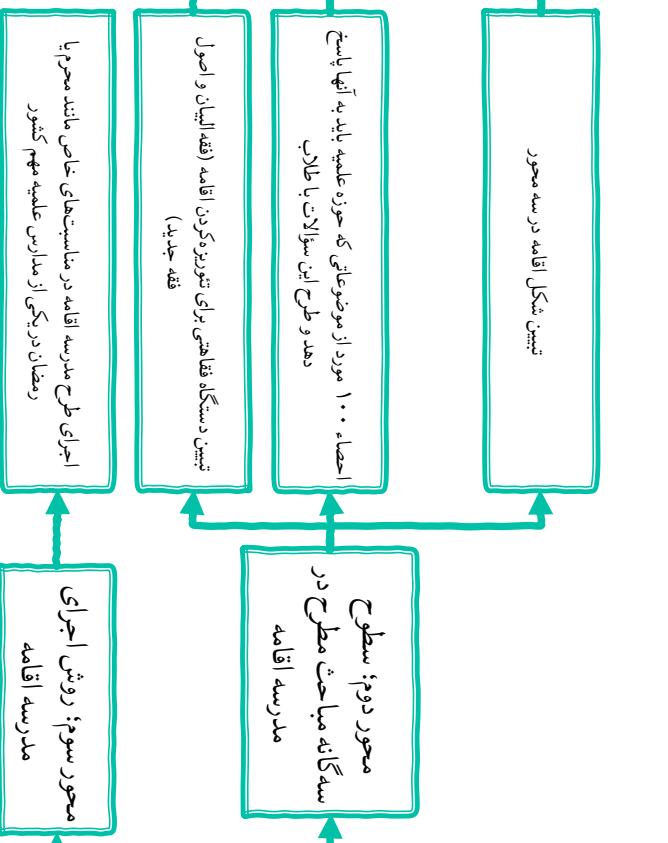 تبیین شکل اقامه در سه محور
احصاء ۱۰۰ مورد از موضوعاتی که حوزه علمیه باید به آنها پاسخ
دهد و طرح این سؤالات با طلاب
تبیین دستگاه فقاهتی برای تئوریزه‌کردن اقامه (فقه‌البیان و اصول
فقه جدید)
محور دوم؛ سطوح
سه‌گانه مباحث مطرح در
مدرسه اقامه
اجرای طرح مدرسه اقامه در مناسبت‌های خاص مانند محرم یا
رمضان در یکی از مدارس علمیه مهم کشور
محور سوم؛ روش اجرای
مدرسه اقامه